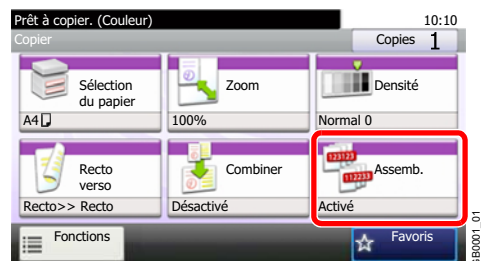 Prêt à copier. (Couleur)
10:10
Copier
Copies 1
Sélection
du papier
A4
Zoom
100%
Densité
Normal 0
Recto
verso
Recto>> Recto
Combiner
Désactivé
123123
112233
Assemb.
Activé
Fonctions
Favoris